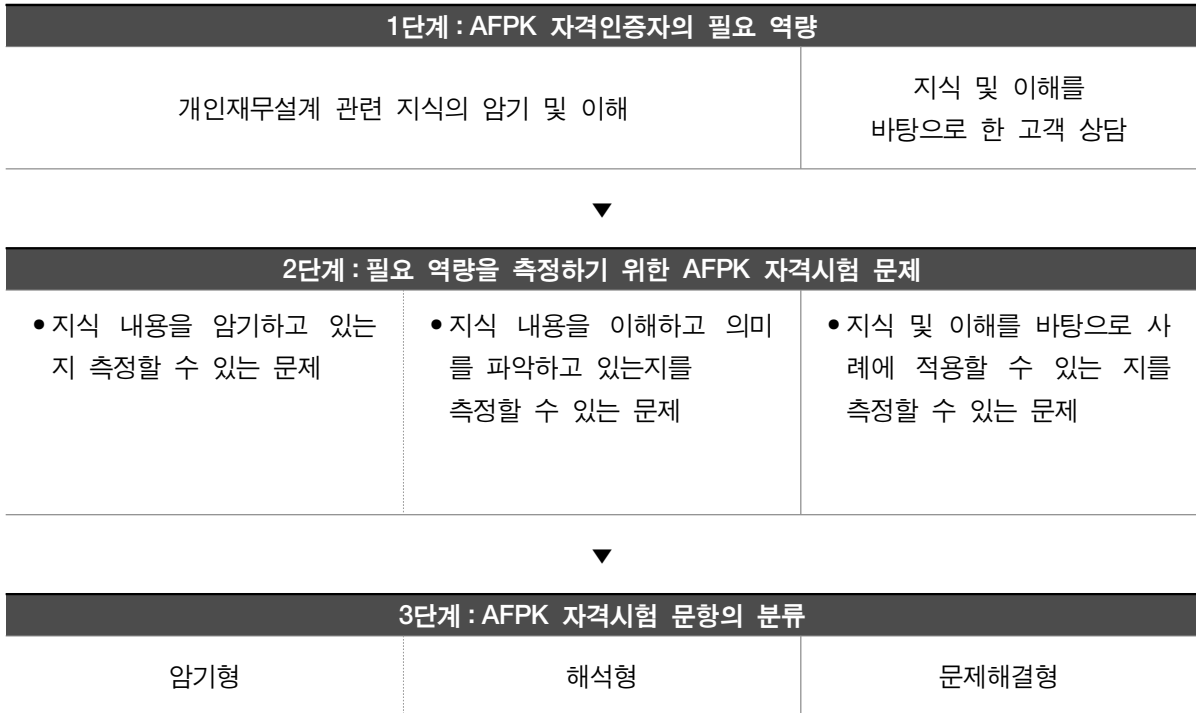 1단계 : AFPK 자격인증자의 필요 역량
개인재무설계 관련 지식의 암기 및 이해
지식 및 이해를
바탕으로 한 고객 상담
▼
2단계 : 필요 역량을 측정하기 위한 AFPK 자격시험 문제
• 지식 내용을 암기하고 있는
지 측정할 수 있는 문제
• 지식 내용을 이해하고 의미
를 파악하고 있는지를
측정할 수 있는 문제
• 지식 및 이해를 바탕으로 사
례에 적용할 수 있는 지를
측정할 수 있는 문제
▼
3단계 : AFPK 자격시험 문항의 분류
암기형
해석형
문제해결형